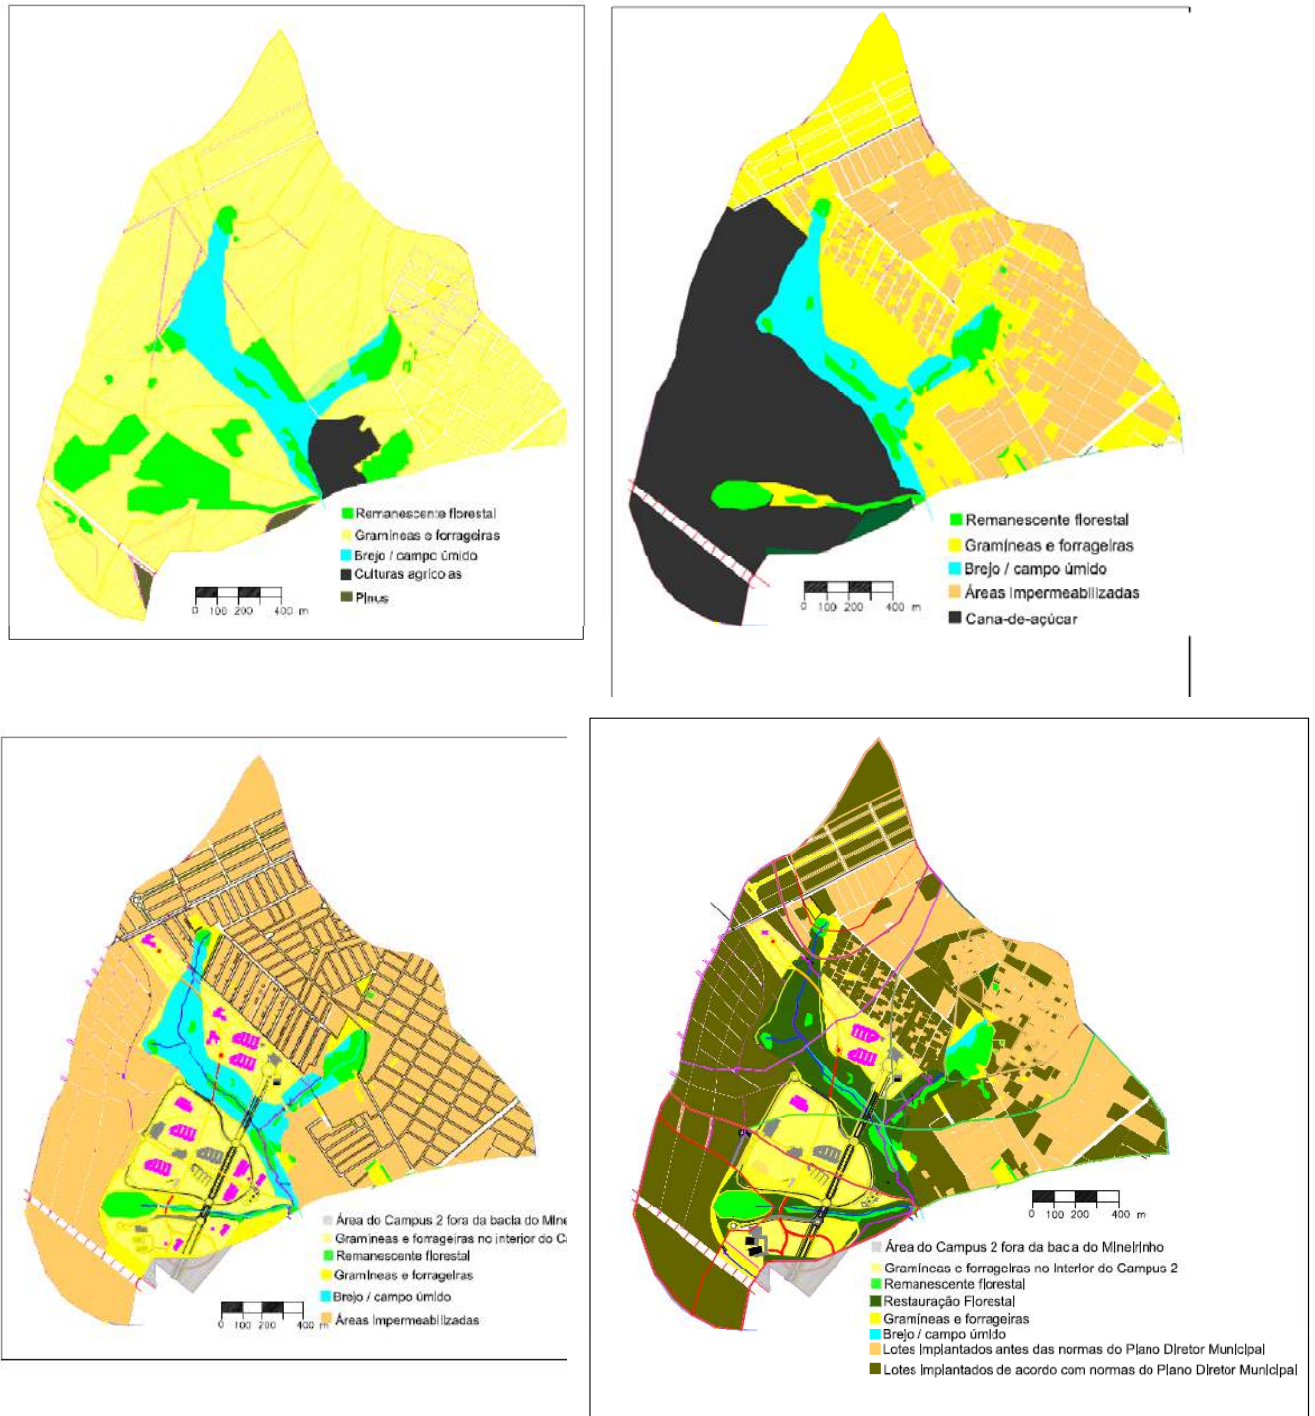 Remanescente florestal
Gramíneas e forrageiras
Brejo / campo úmido
Culturas agrícolas
Pinus
0 100 200 400 m
Remanescente florestal
Gramíneas e forrageiras
Brejo / campo úmido
Áreas Impermeabilizadas
Cana-de-açúcar
0 100 200 400 m
Área do Campus 2 fora da bacia do Mine
Gramíneas e forrageiras no interior do C
Remanescente florestal
Gramíneas e forrageiras
Brejo / campo úmido
Áreas Impermeabilizadas
0 100 200 400 m
0 100 200 400 m
Área do Campus 2 fora da baca do Mineirinho
Gramíneas e forrageiras no Interior do Campus 2
Remanescente florestal
Restauração Florestal
Gramíneas e forrageiras
Brejo / campo úmido
Lotes Implantados antes das normas do Plano Diretor Municipal
Lotes Implantados de acordo com normas do Plano Diretor Municipal